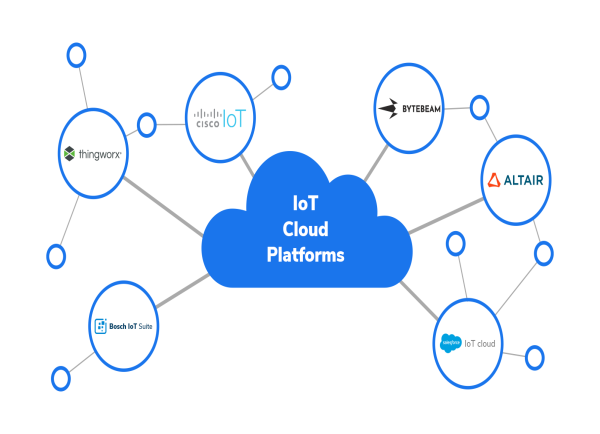 CISCO IoT
BYTEBEAM
thingworx
ALTAIR
IoT
Cloud
Platforms
Bosch IoT Suite
salesforce IoT cloud